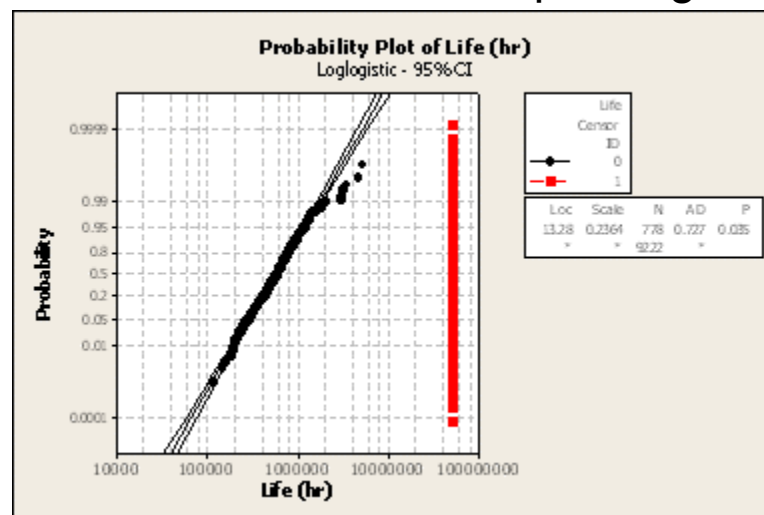 Probability Plot of Life (hr)
Loglogistic - 95% CI
Life
Censor
ID
0
1
Loc Scale N AD P
13.28 0.2364 778 0.727 0.035
* * 9222 *
Probability
0.9999
0.99
0.95
0.8
0.5
0.2
0.05
0.01
0.0001
10000 100000 1000000 10000000 100000000
Life (hr)